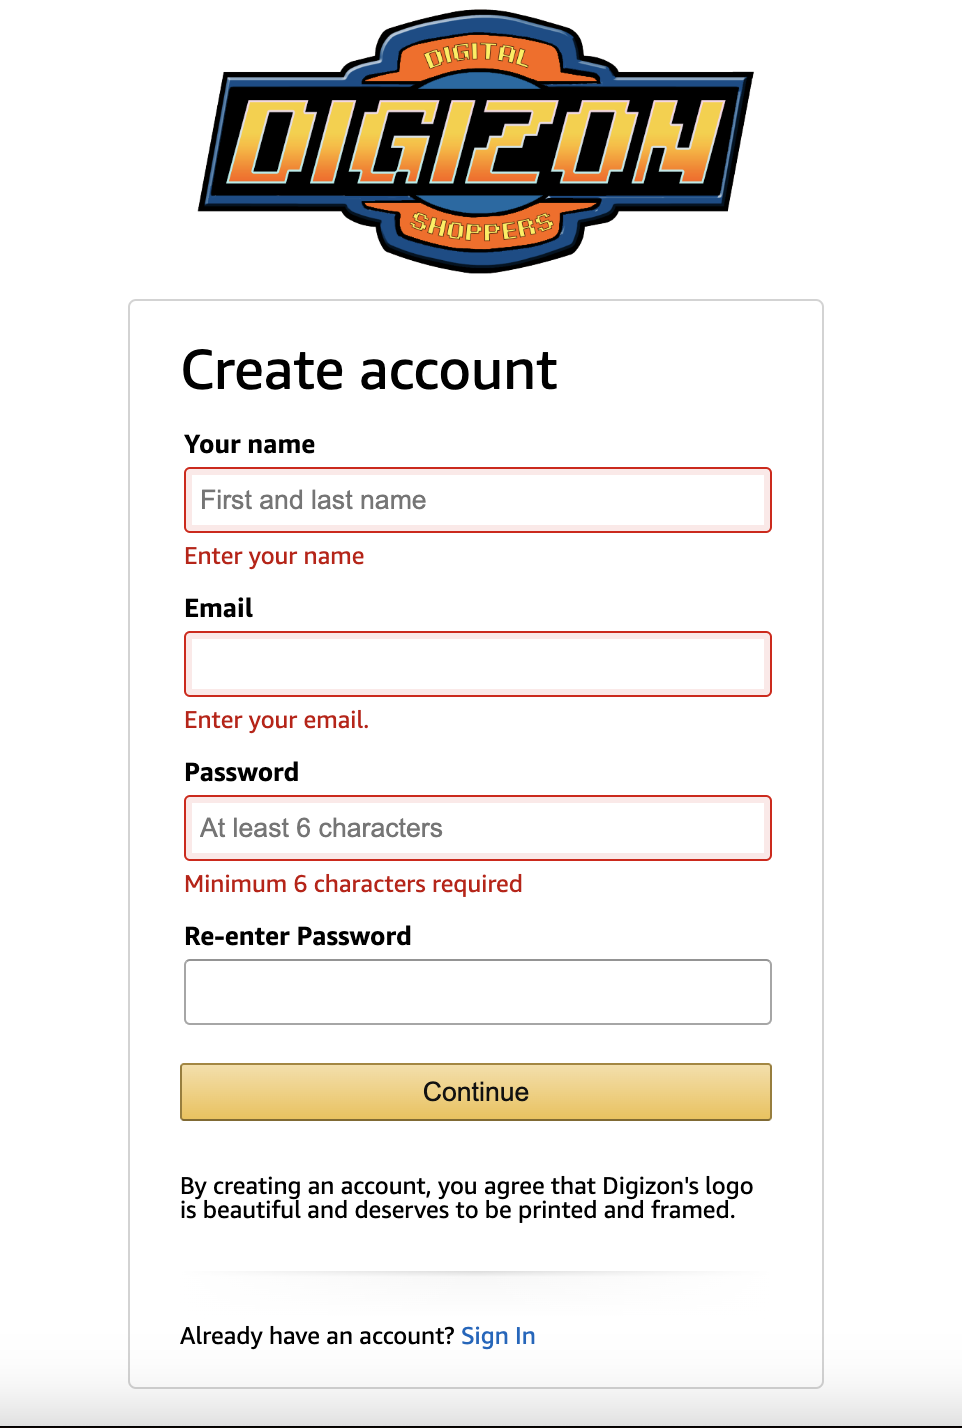 DIGITAL
DIGIZON
SHOPPERS
Create account
Your name
First and last name
Enter your name
Email
Enter your email.
Password
At least 6 characters
Minimum 6 characters required
Re-enter Password
Continue
By creating an account, you agree that Digizon's logo
is beautiful and deserves to be printed and framed.
Already have an account? Sign In